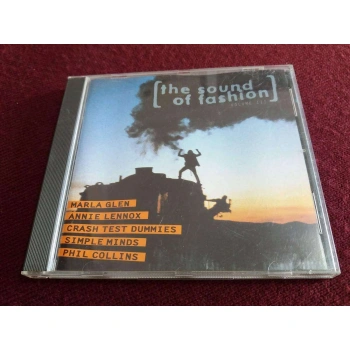 [the sound
of fashion]
MARLA GLEN
ANNIE LENNOX
CRASH TEST DUMMIES
SIMPLE MINDS
PHIL COLLINS